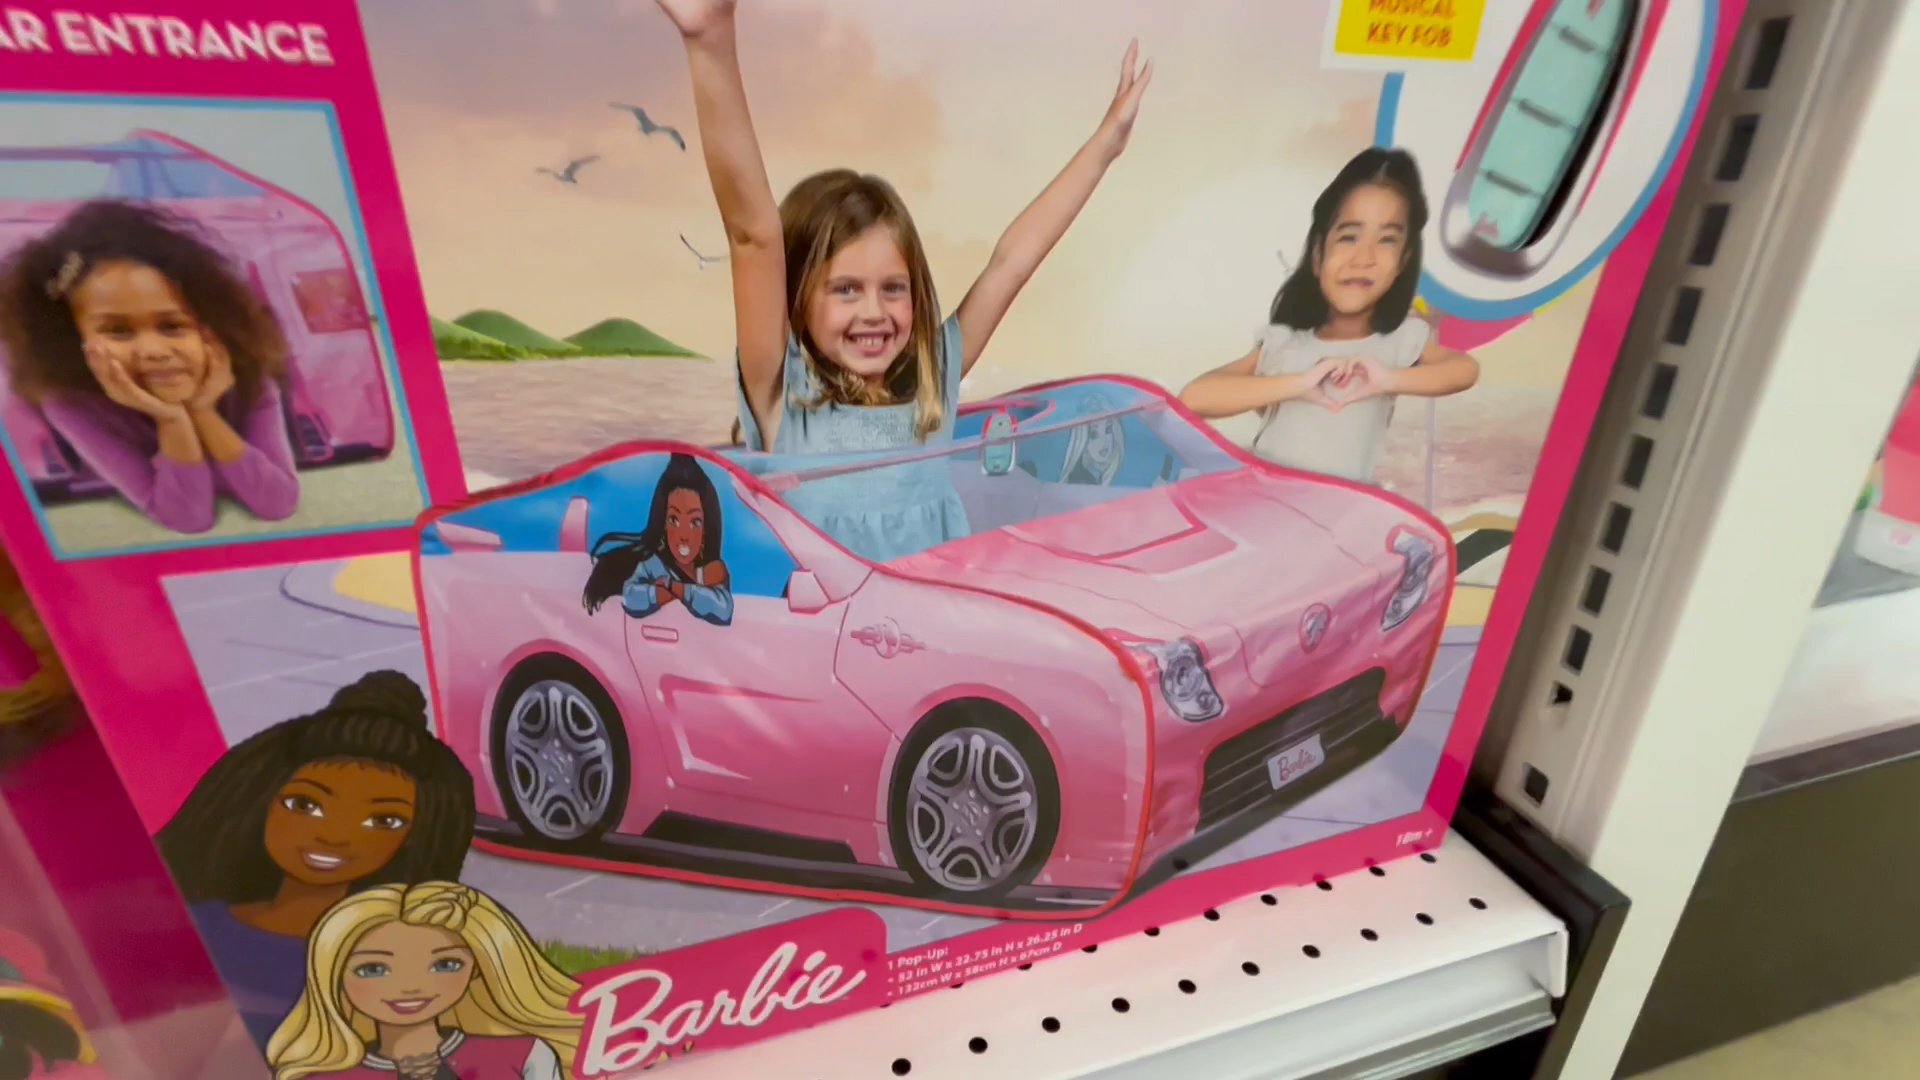 AR ENTRANCE
MUSICAL
KEY FOB
Barbie
18m +
Barbie
1 Pop-Up:
• 52 in W x 22.75 in H x 26.25 in D
• 132cm W x 58cm H x 67cm D